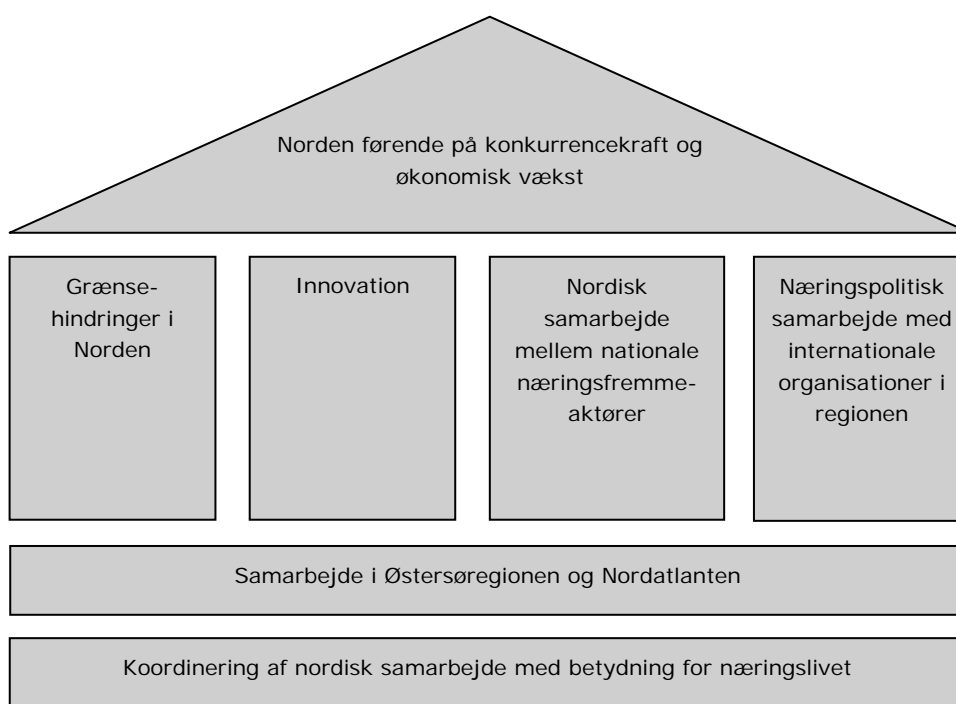 Norden førende på konkurrencekraft og
økonomisk vækst
Grænse-
hindringer i
Norden
Innovation
Nordisk
samarbejde
mellem nationale
næringsfremme-
aktører
Næringspolitisk
samarbejde med
internationale
organisationer i
regionen
Samarbejde i Østersøregionen og Nordatlanten
Koordinering af nordisk samarbejde med betydning for næringslivet